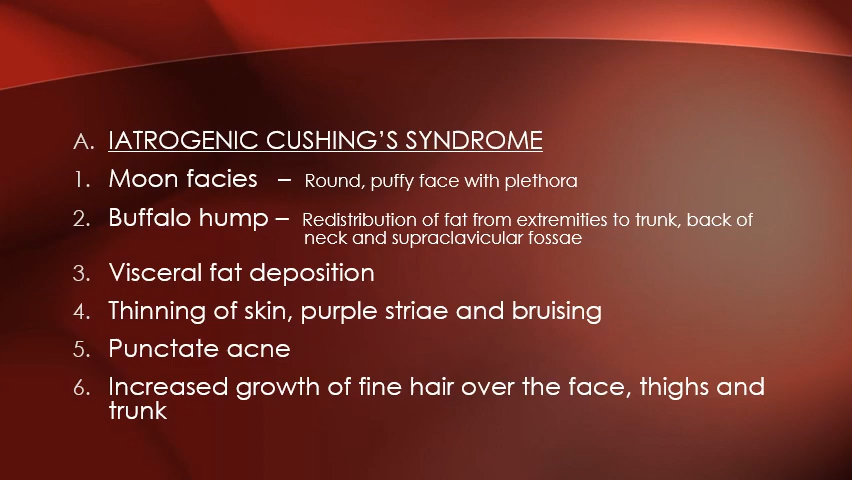 A. IATROGENIC CUSHING’S SYNDROME
1. Moon facies – Round, puffy face with plethora
2. Buffalo hump – Redistribution of fat from extremities to trunk, back of
neck and supraclavicular fossae
3. Visceral fat deposition
4. Thinning of skin, purple striae and bruising
5. Punctate acne
6. Increased growth of fine hair over the face, thighs and
trunk